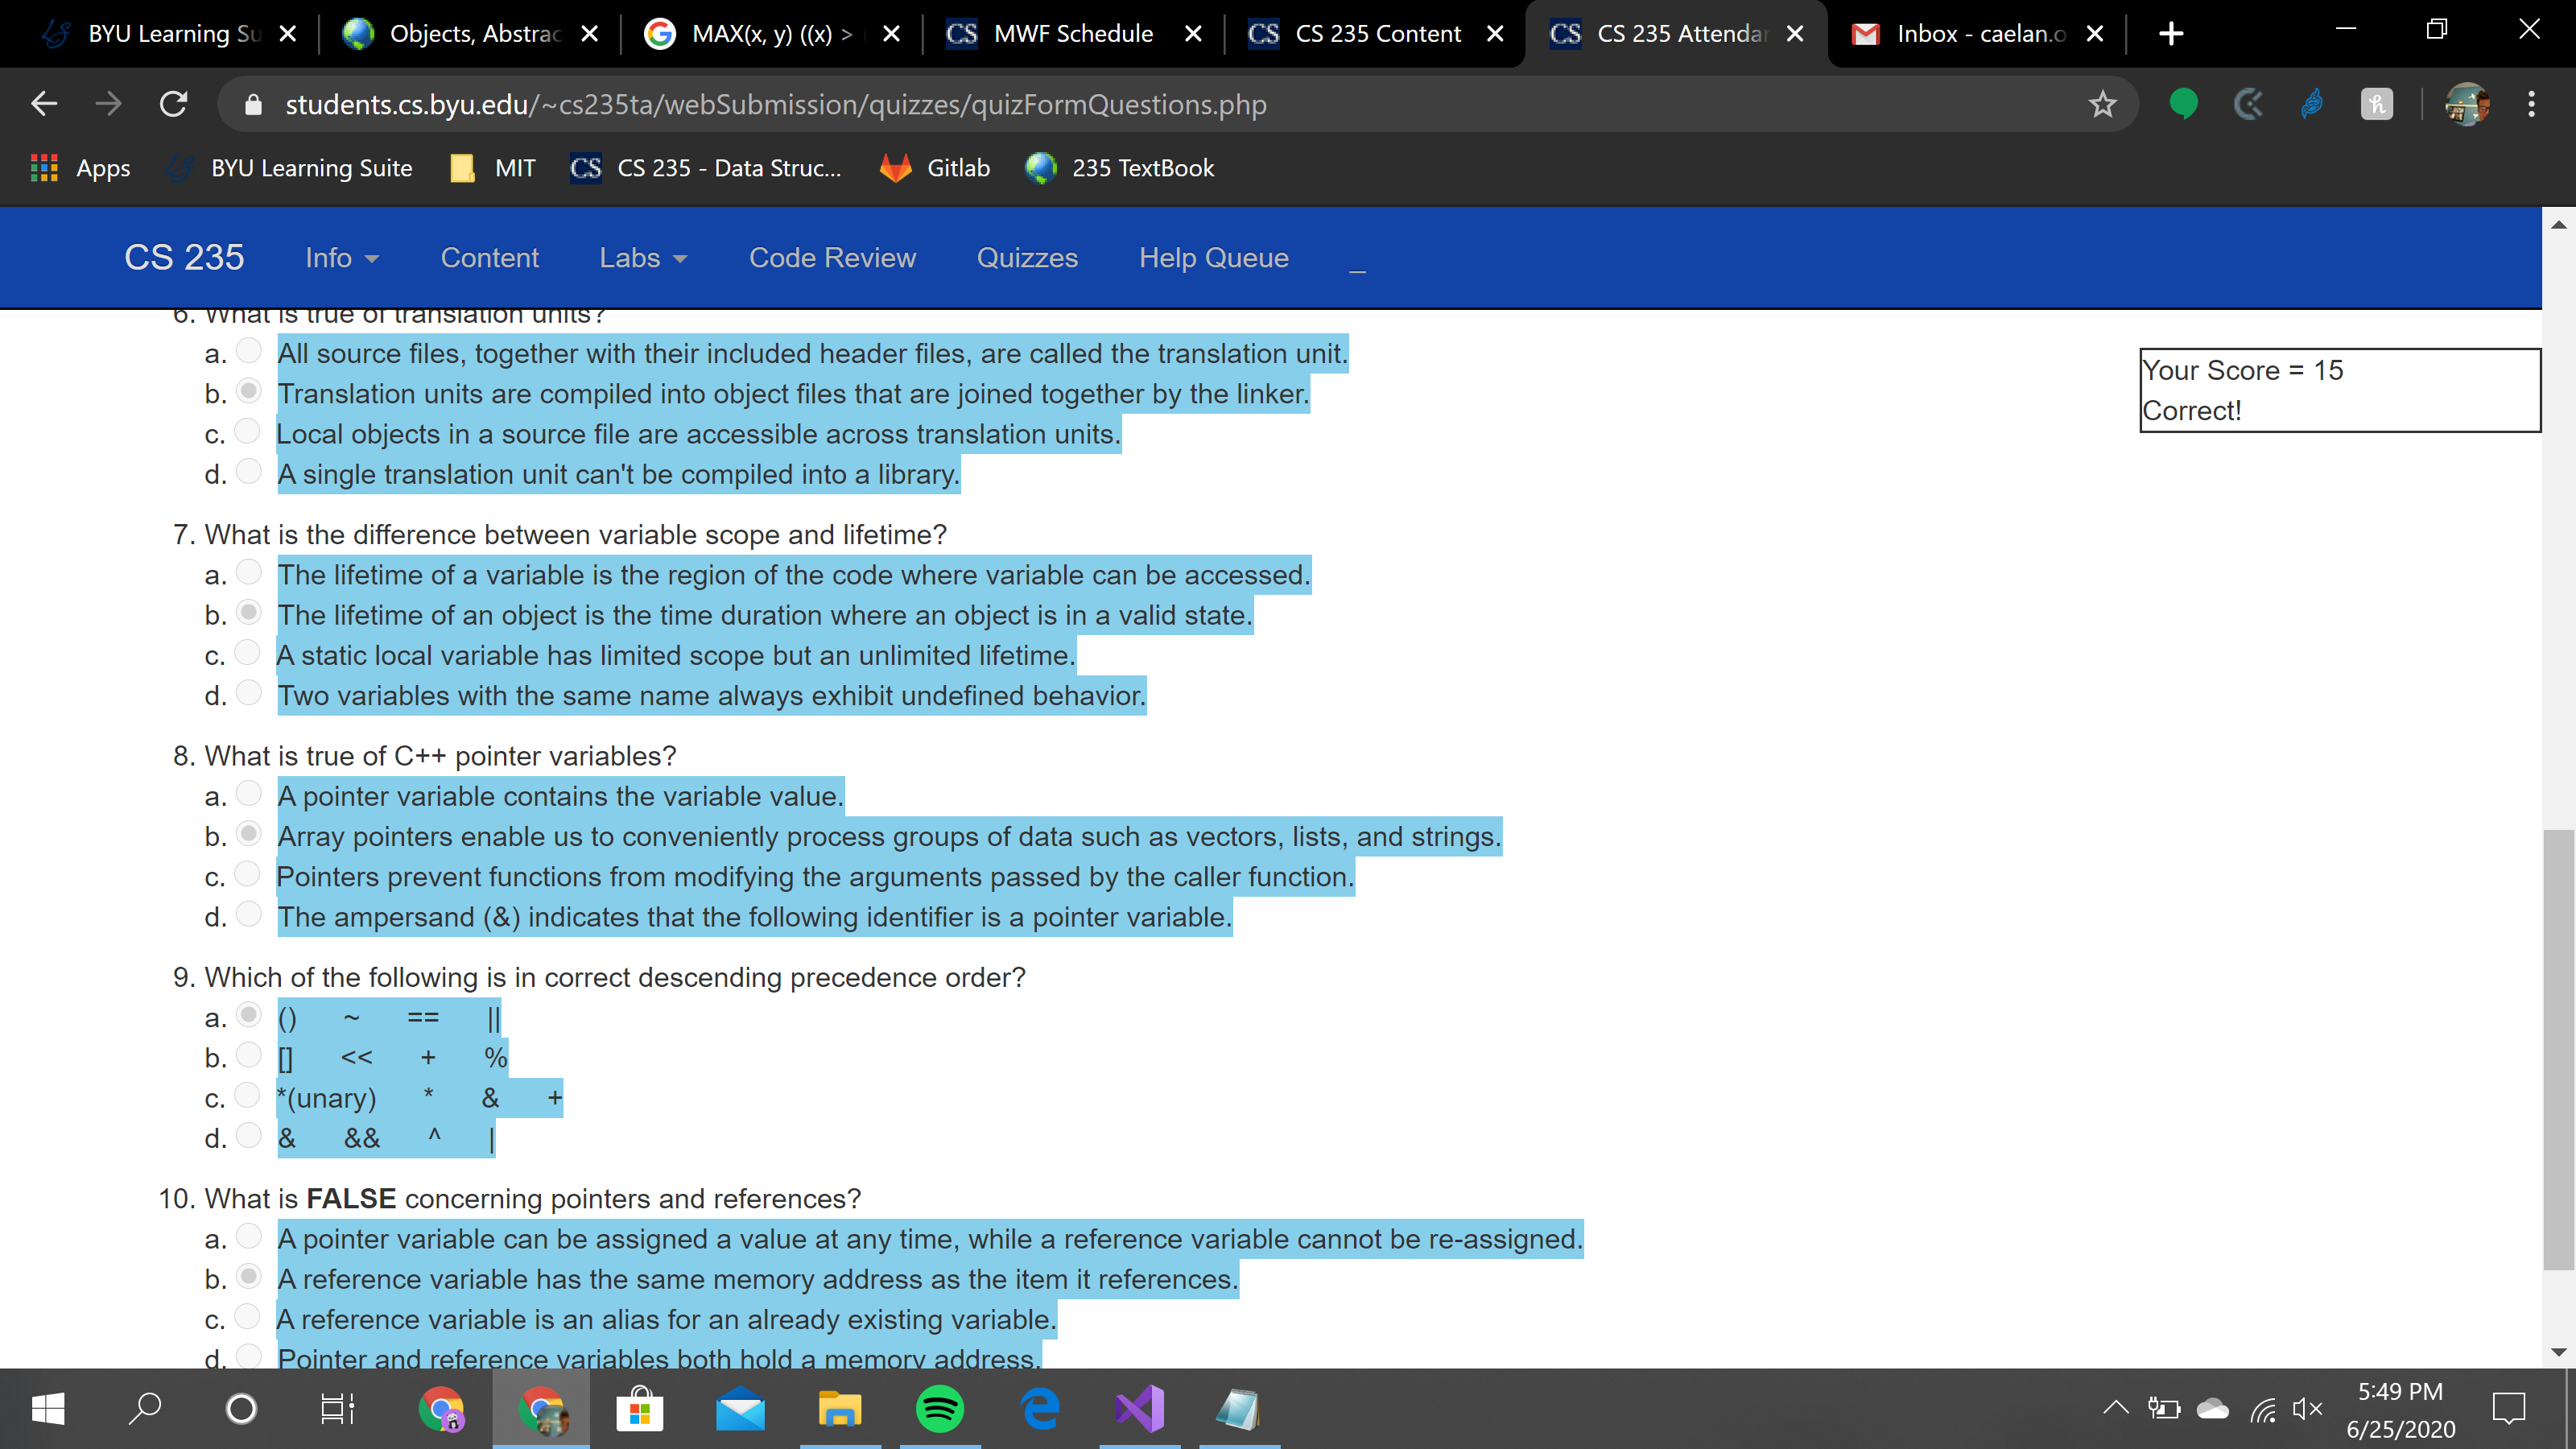 BYU Learning Su
Objects, Abstrac
MAX(x, y) ((x) >
CS MWF Schedule
CS CS 235 Content
CS CS 235 Attendar
Inbox - caelan.o
students.cs.byu.edu/~cs235ta/webSubmission/quizzes/quizFormQuestions.php
Apps
BYU Learning Suite
MIT
CS CS 235 - Data Struc...
Gitlab
235 TextBook
CS 235 Info Content Labs Code Review Quizzes Help Queue _
6. What is true of translation units?
a. All source files, together with their included header files, are called the translation unit.
b. Translation units are compiled into object files that are joined together by the linker.
c. Local objects in a source file are accessible across translation units.
d. A single translation unit can't be compiled into a library.
Your Score = 15
Correct!
7. What is the difference between variable scope and lifetime?
a. The lifetime of a variable is the region of the code where variable can be accessed.
b. The lifetime of an object is the time duration where an object is in a valid state.
c. A static local variable has limited scope but an unlimited lifetime.
d. Two variables with the same name always exhibit undefined behavior.
8. What is true of C++ pointer variables?
a. A pointer variable contains the variable value.
b. Array pointers enable us to conveniently process groups of data such as vectors, lists, and strings.
c. Pointers prevent functions from modifying the arguments passed by the caller function.
d. The ampersand (&) indicates that the following identifier is a pointer variable.
9. Which of the following is in correct descending precedence order?
a. () ~ == ||
b. [] << + %
c. *(unary) * & +
d. & && ^ |
10. What is FALSE concerning pointers and references?
a. A pointer variable can be assigned a value at any time, while a reference variable cannot be re-assigned.
b. A reference variable has the same memory address as the item it references.
c. A reference variable is an alias for an already existing variable.
d. Pointer and reference variables both hold a memory address.
5:49 PM
6/25/2020